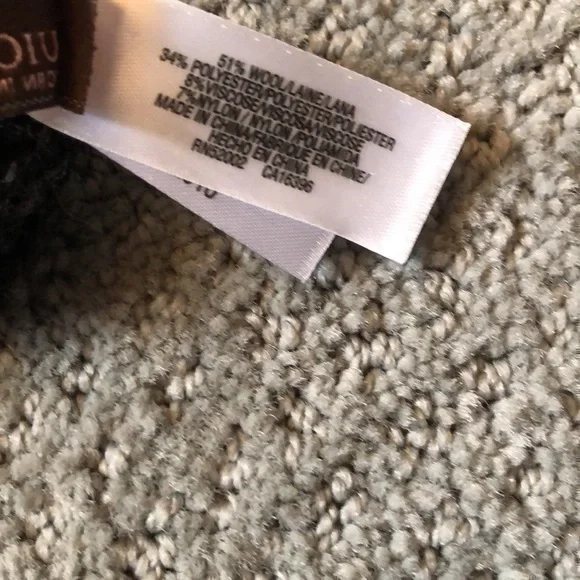 51% WOOL/LAINE/LANA
34% POLYESTER/POLYESTER/POLIESTER
8%VISCOSE/VISCOSA/VISCOSE
7% NYLON / NYLON / POLIAMIDA
MADE IN CHINA/FABRIQUE EN CHINE/
HECHO EN CHINA
CA16396